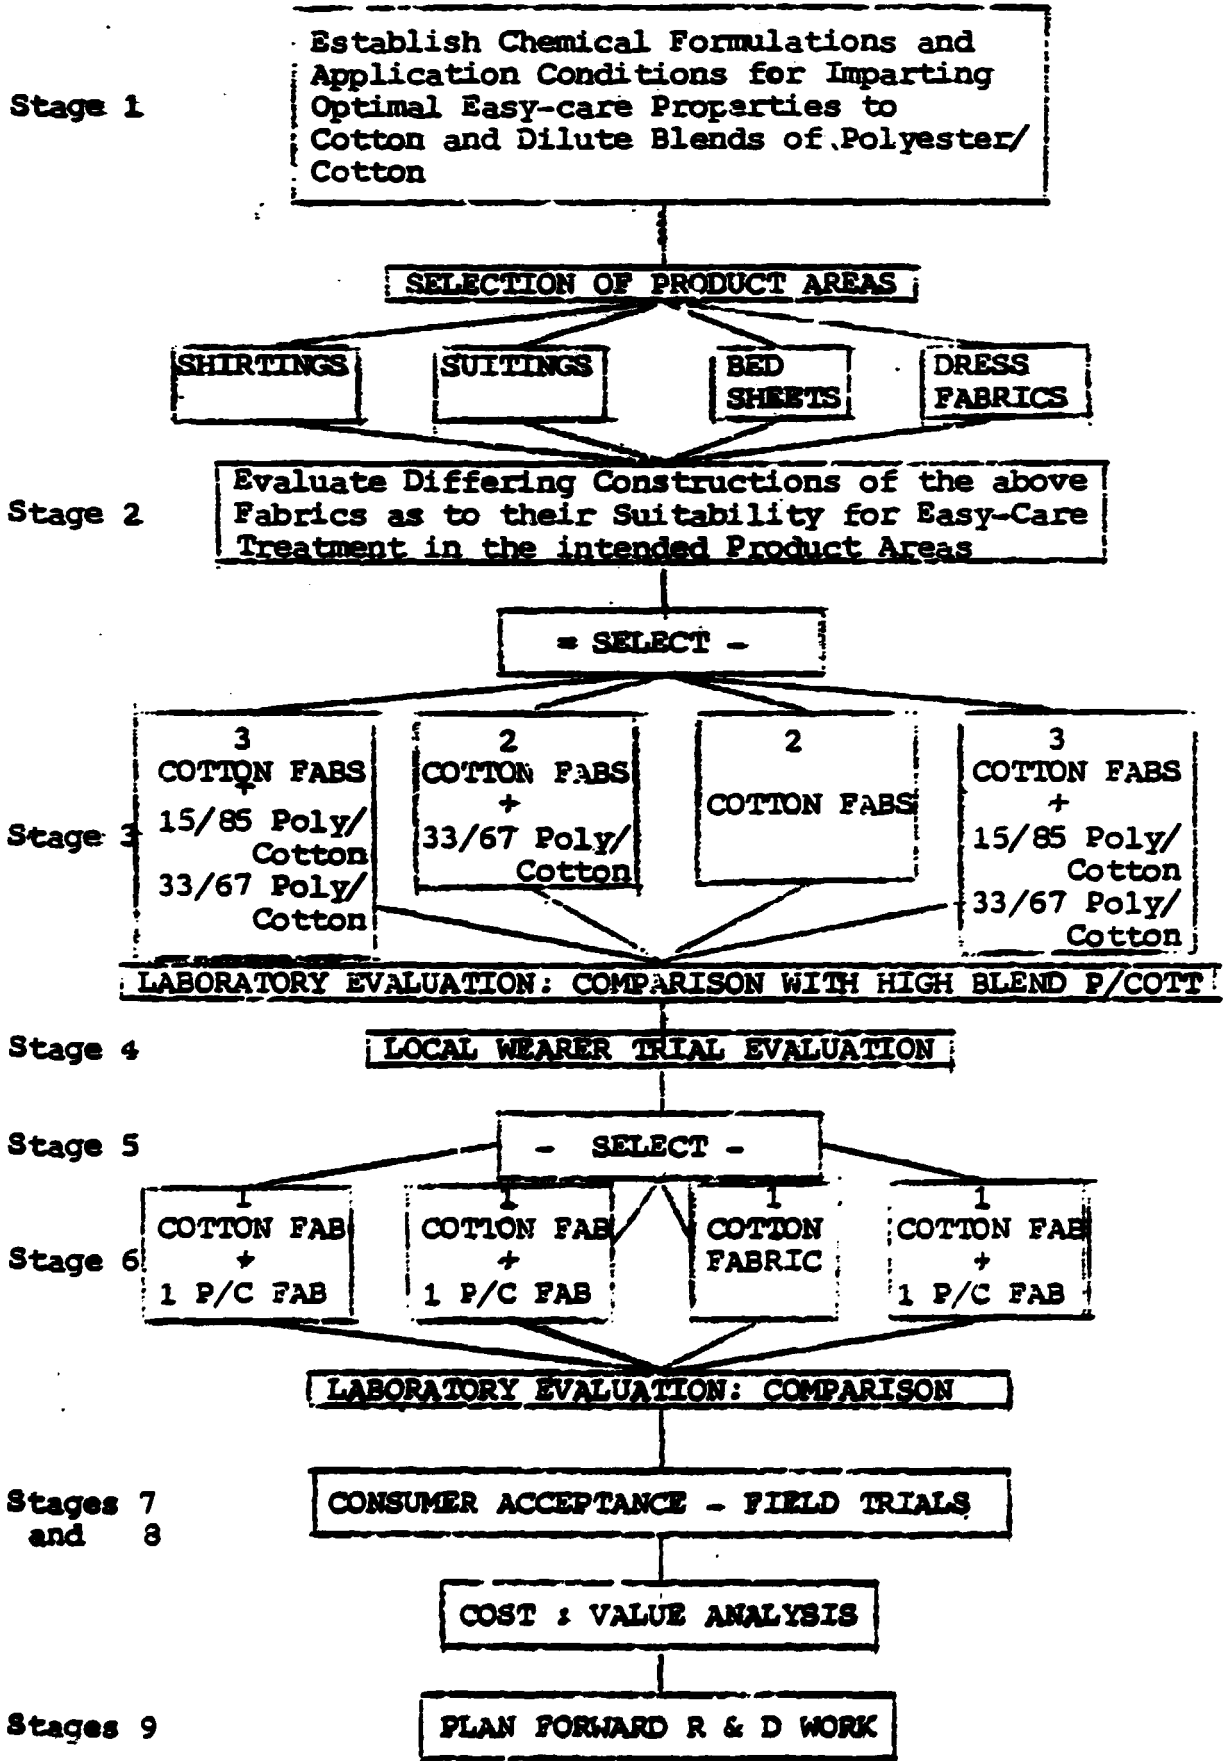 Stage 1
Establish Chemical Formulations and
Application Conditions for Imparting
Optimal Easy-care Properties to
Cotton and Dilute Blends of Polyester/
Cotton
SELECTION OF PRODUCT AREAS
SHIRTINGS
SUITINGS
BED
SHEETS
DRESS
FABRICS
Stage 2
Evaluate Differing Constructions of the above
Fabrics as to their Suitability for Easy-Care
Treatment in the intended Product Areas
= SELECT -
Stage 3
3
COTTON FABS
+
15/85 Poly/
Cotton
33/67 Poly/
Cotton
2
COTTON FABS
+
33/67 Poly/
Cotton
2
COTTON FABS
3
COTTON FABS
+
15/85 Poly/
Cotton
33/67 Poly/
Cotton
LABORATORY EVALUATION: COMPARISON WITH HIGH BLEND P/COTT
Stage 4
LOCAL WEARER TRIAL EVALUATION
Stage 5
- SELECT -
Stage 6
1
COTTON FAB
+
1 P/C FAB
1
COTTON FAB
+
1 P/C FAB
1
COTTON
FABRIC
1
COTTON FAB
+
1 P/C FAB
LABORATORY EVALUATION: COMPARISON
Stages 7
and 8
CONSUMER ACCEPTANCE - FIELD TRIALS
COST : VALUE ANALYSIS
Stages 9
PLAN FORWARD R & D WORK